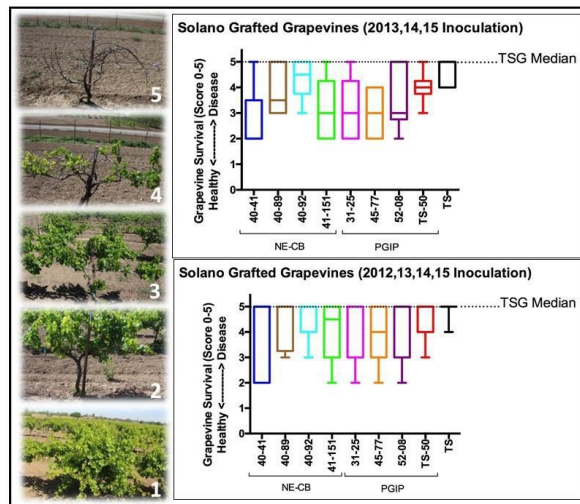 5
4
3
2
1
Solano Grafted Grapevines (2013,14,15 Inoculation)
Grapevine Survival (Score 0-5)
Healthy <---------> Disease
5
4
3
2
1
0
TSG Median
40-41
40-89
40-92
41-151
31-25
45-77
52-08
TS-50
TS-
NE-CB
PGIP
Solano Grafted Grapevines (2012,13,14,15 Inoculation)
Grapevine Survival (Score 0-5)
Healthy <---------> Disease
5
4
3
2
1
0
TSG Median
40-41
40-89
40-92
41-151
31-25
45-77
52-08
TS-50
TS-
NE-CB
PGIP